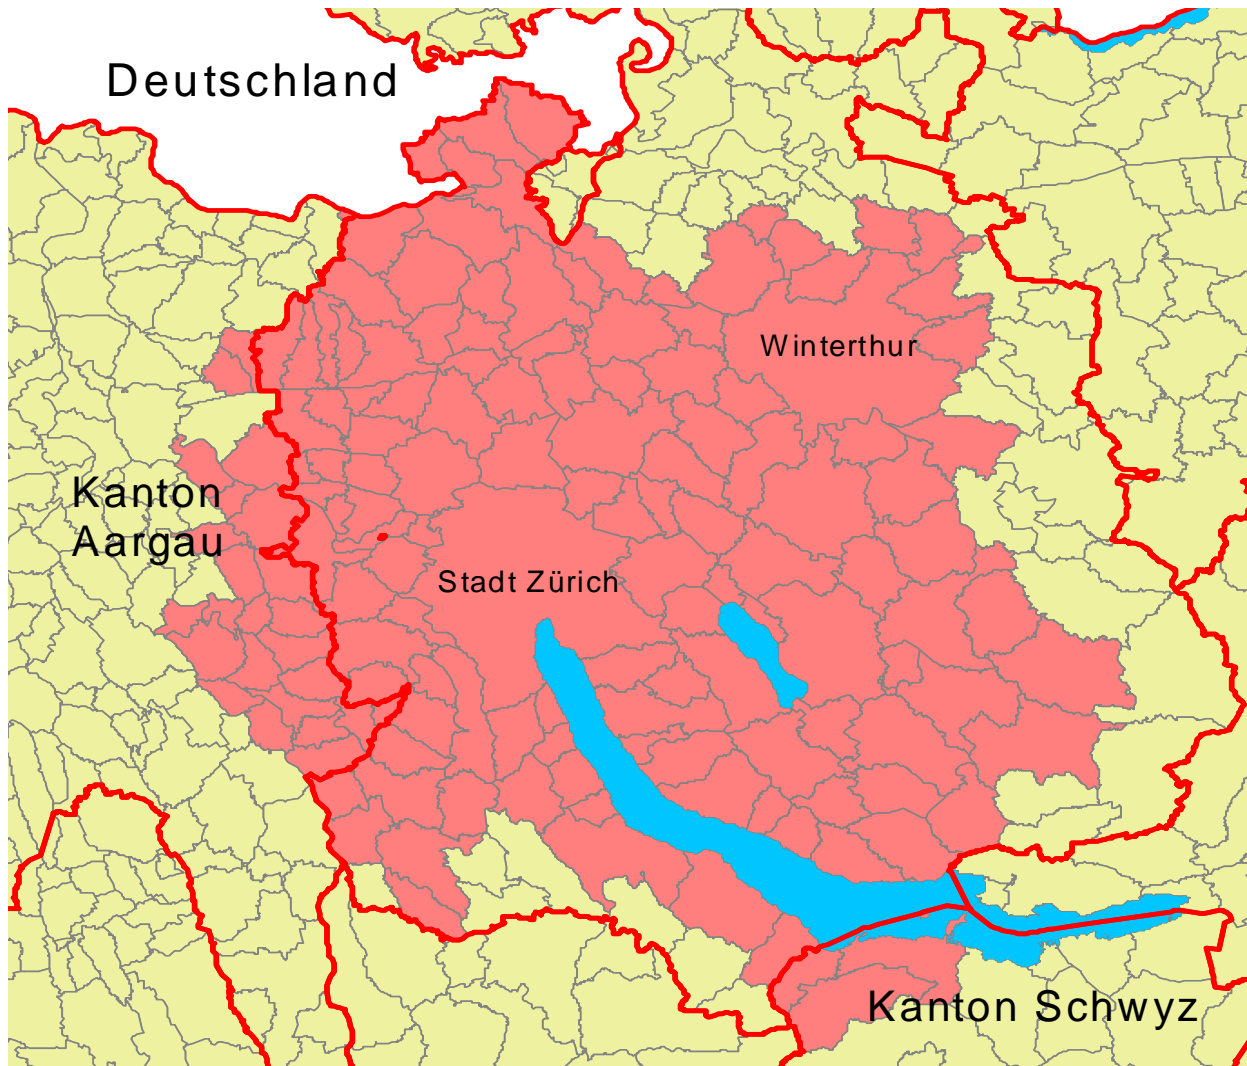 Deutschland
Winterthur
Kanton
Aargau
Stadt Zürich
Kanton Schwyz